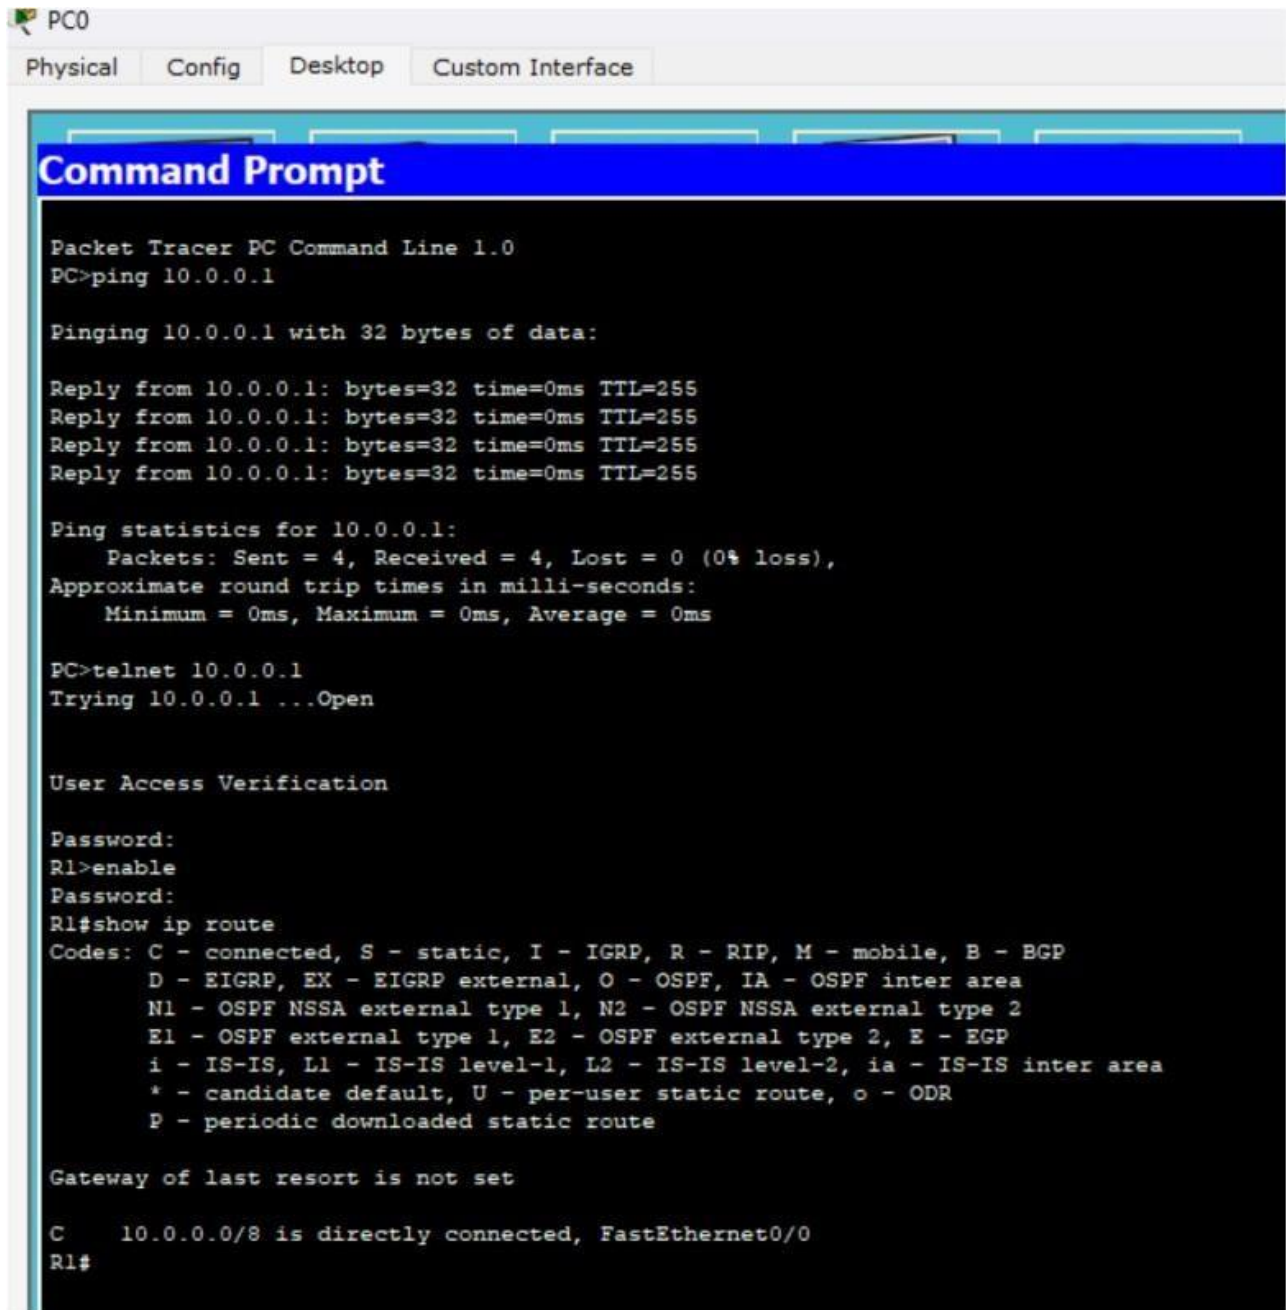 PC0
Physical Config Desktop Custom Interface
Command Prompt
Packet Tracer PC Command Line 1.0
PC>ping 10.0.0.1
Pinging 10.0.0.1 with 32 bytes of data:
Reply from 10.0.0.1: bytes=32 time=0ms TTL=255
Reply from 10.0.0.1: bytes=32 time=0ms TTL=255
Reply from 10.0.0.1: bytes=32 time=0ms TTL=255
Reply from 10.0.0.1: bytes=32 time=0ms TTL=255
Ping statistics for 10.0.0.1:
Packets: Sent = 4, Received = 4, Lost = 0 (0% loss),
Approximate round trip times in milli-seconds:
Minimum = 0ms, Maximum = 0ms, Average = 0ms
PC>telnet 10.0.0.1
Trying 10.0.0.1 ...Open
User Access Verification
Password:
R1>enable
Password:
R1#show ip route
Codes: C - connected, S - static, I - IGRP, R - RIP, M - mobile, B - BGP
D - EIGRP, EX - EIGRP external, O - OSPF, IA - OSPF inter area
N1 - OSPF NSSA external type 1, N2 - OSPF NSSA external type 2
E1 - OSPF external type 1, E2 - OSPF external type 2, E - EGP
i - IS-IS, L1 - IS-IS level-1, L2 - IS-IS level-2, ia - IS-IS inter area
* - candidate default, U - per-user static route, o - ODR
P - periodic downloaded static route
Gateway of last resort is not set
C 10.0.0.0/8 is directly connected, FastEthernet0/0
R1#